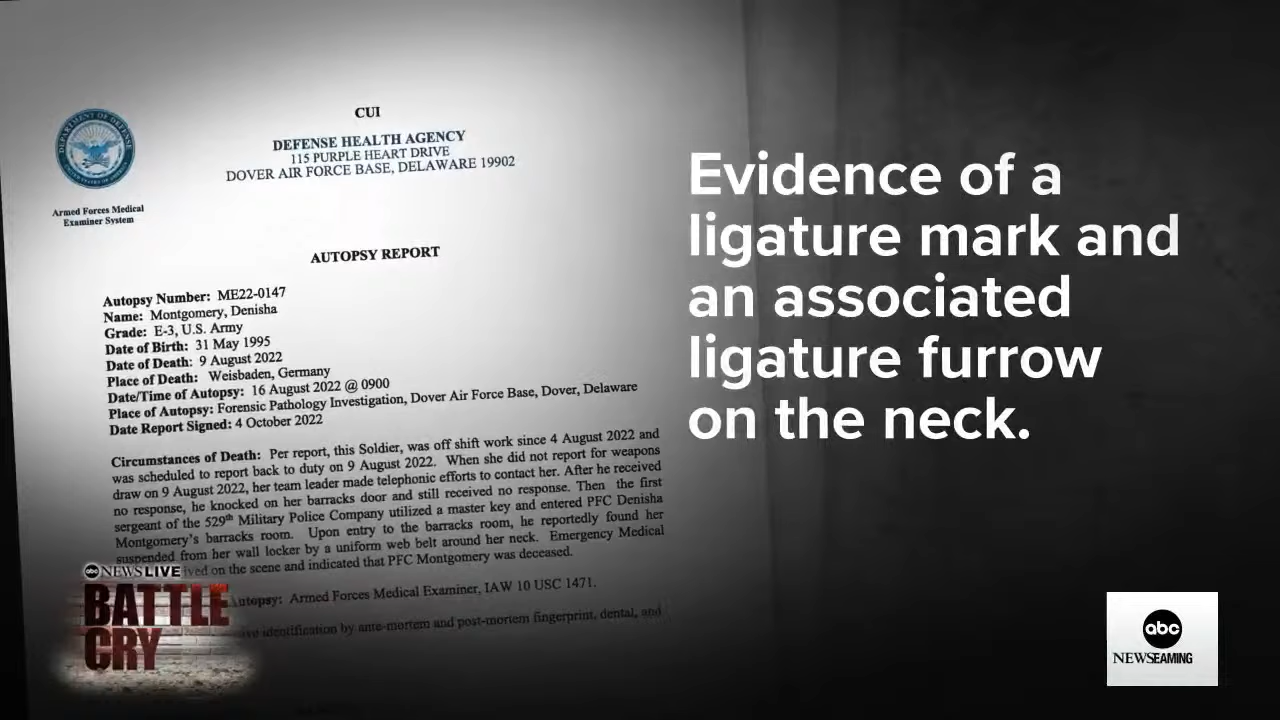 CUI
DEFENSE HEALTH AGENCY
115 PURPLE HEART DRIVE
DOVER AIR FORCE BASE, DELAWARE 19902
DEPARTMENT OF DEFENSE
Armed Forces Medical
Examiner System
AUTOPSY REPORT
Autopsy Number: ME22-0147
Name: Montgomery, Denisha
Grade: E-3, U.S. Army
Date of Birth: 31 May 1995
Date of Death: 9 August 2022
Place of Death: Weisbaden, Germany
Date/Time of Autopsy: 16 August 2022 @ 0900
Place of Autopsy: Forensic Pathology Investigation, Dover Air Force Base, Dover, Delaware
Date Report Signed: 4 October 2022
Circumstances of Death: Per report, this Soldier, was off shift work since 4 August 2022 and
was scheduled to report back to duty on 9 August 2022. When she did not report for weapons
draw on 9 August 2022, her team leader made telephonic efforts to contact her. After he received
no response, he knocked on her barracks door and still received no response. Then the first
sergeant of the 529th Military Police Company utilized a master key and entered PFC Denisha
Montgomery's barracks room. Upon entry to the barracks room, he reportedly found her
suspended from her wall locker by a uniform web belt around her neck. Emergency Medical
on the scene and indicated that PFC Montgomery was deceased.
utopsy: Armed Forces Medical Examiner, IAW 10 USC 1471.
identification by ante-mortem and post-mortem fingerprint, dental, and
Evidence of a
ligature mark and
an associated
ligature furrow
on the neck.
abc NEWS LIVE
BATTLE
CRY
abc
NEWS